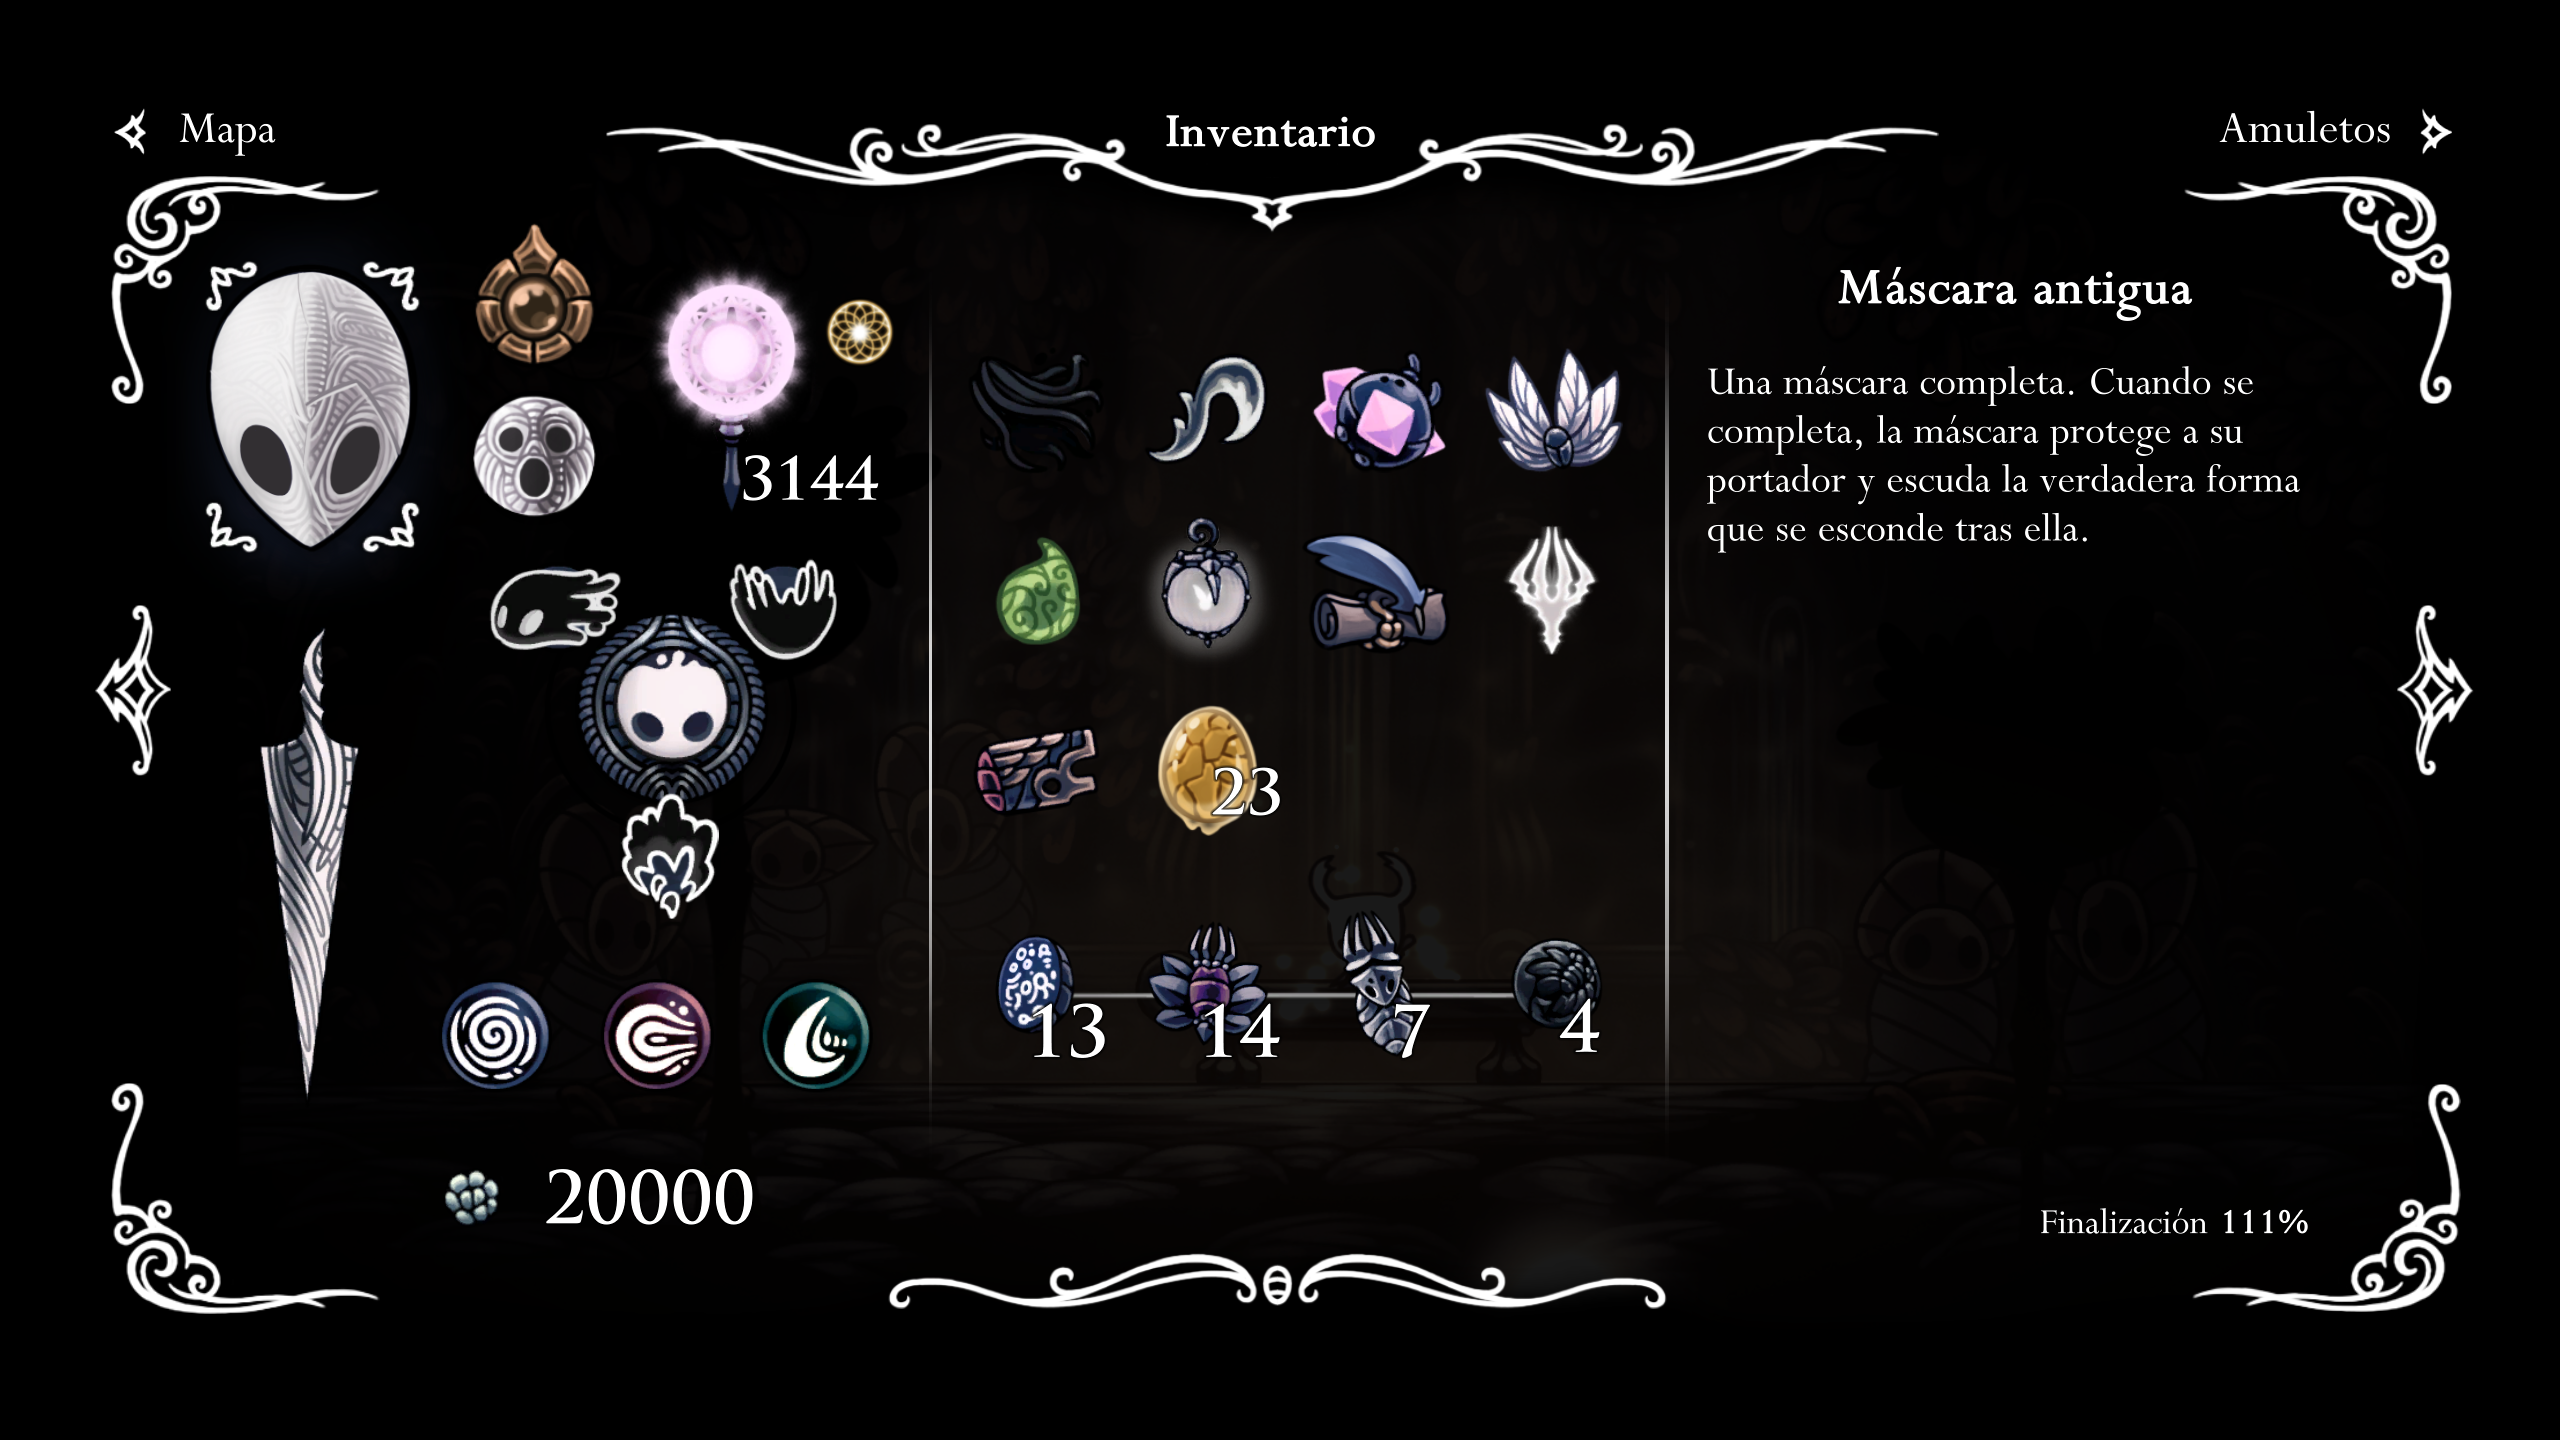 Mapa
Inventario
Amuletos
Máscara antigua
Una máscara completa. Cuando se
completa, la máscara protege a su
portador y escuda la verdadera forma
que se esconde tras ella.
3144
23
13
14
7
4
20000
Finalización 111%